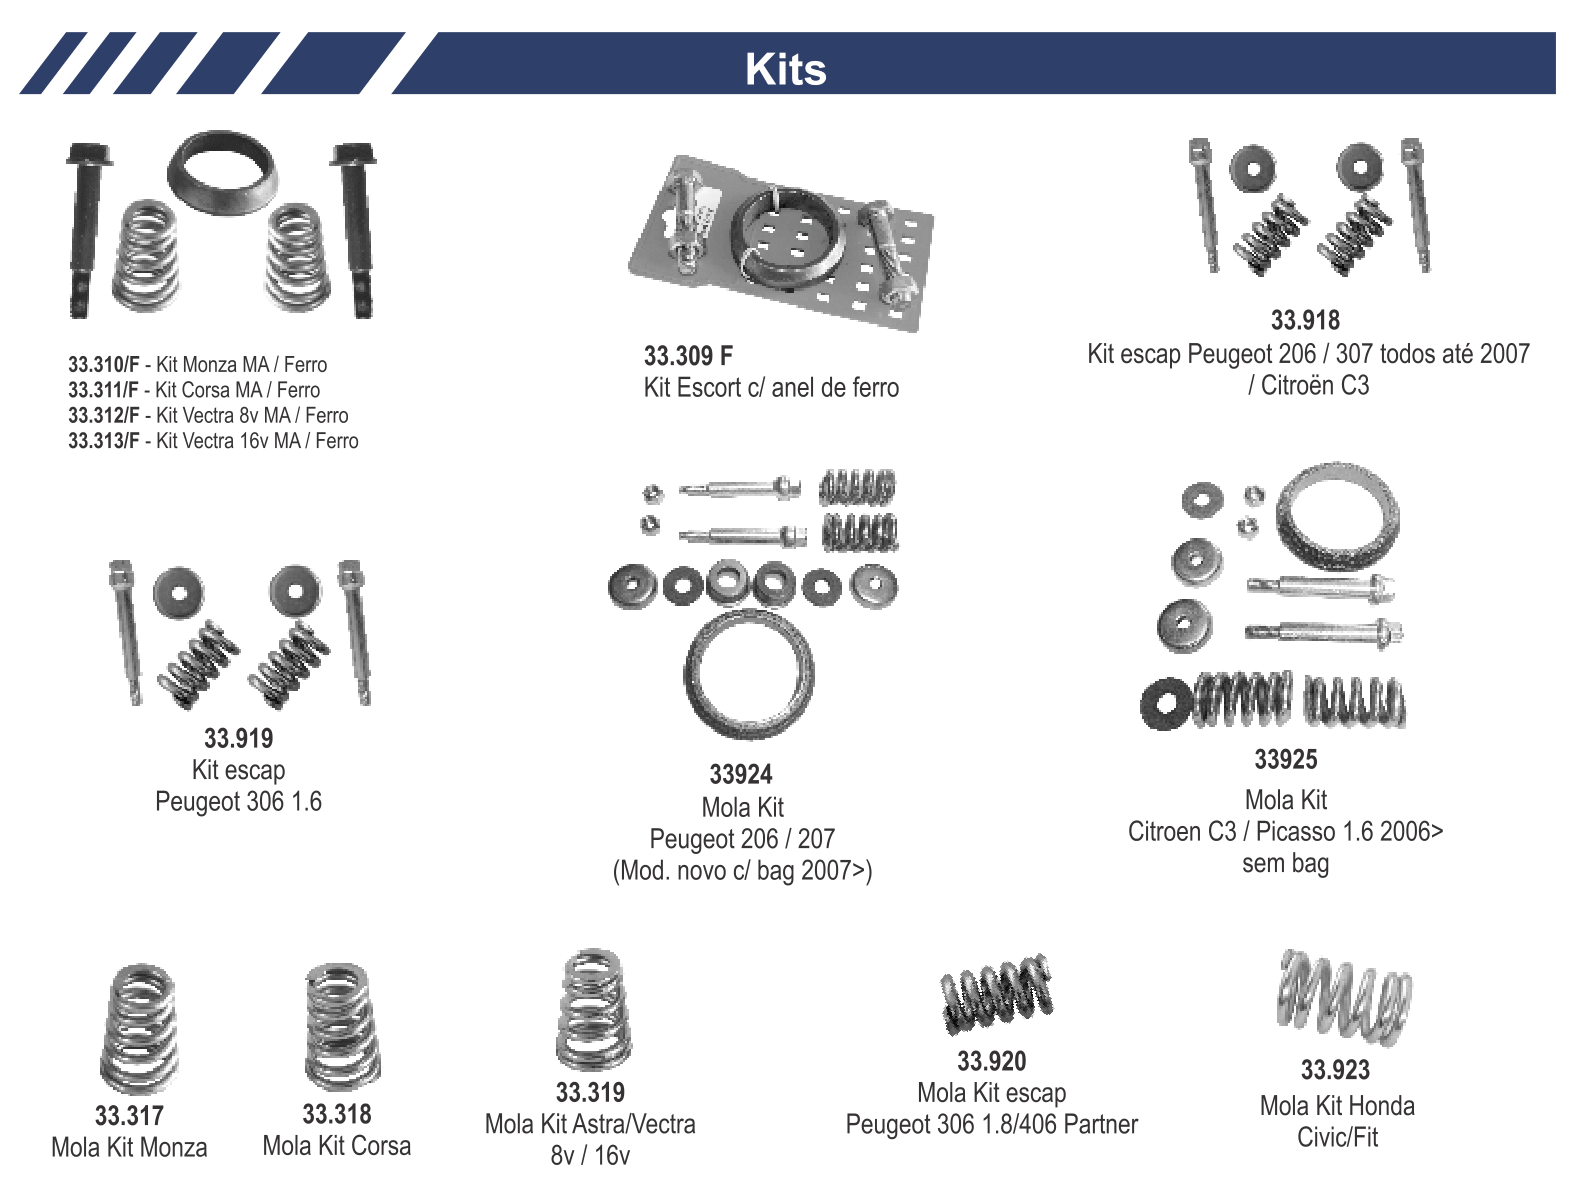 Kits
33.310/F - Kit Monza MA / Ferro
33.311/F - Kit Corsa MA / Ferro
33.312/F - Kit Vectra 8v MA / Ferro
33.313/F - Kit Vectra 16v MA / Ferro
33.309 F
Kit Escort c/ anel de ferro
33.918
Kit escap Peugeot 206 / 307 todos até 2007
/ Citroën C3
33.919
Kit escap
Peugeot 306 1.6
33924
Mola Kit
Peugeot 206 / 207
(Mod. novo c/ bag 2007>)
33925
Mola Kit
Citroen C3 / Picasso 1.6 2006>
sem bag
33.317
Mola Kit Monza
33.318
Mola Kit Corsa
33.319
Mola Kit Astra/Vectra
8v / 16v
33.920
Mola Kit escap
Peugeot 306 1.8/406 Partner
33.923
Mola Kit Honda
Civic/Fit